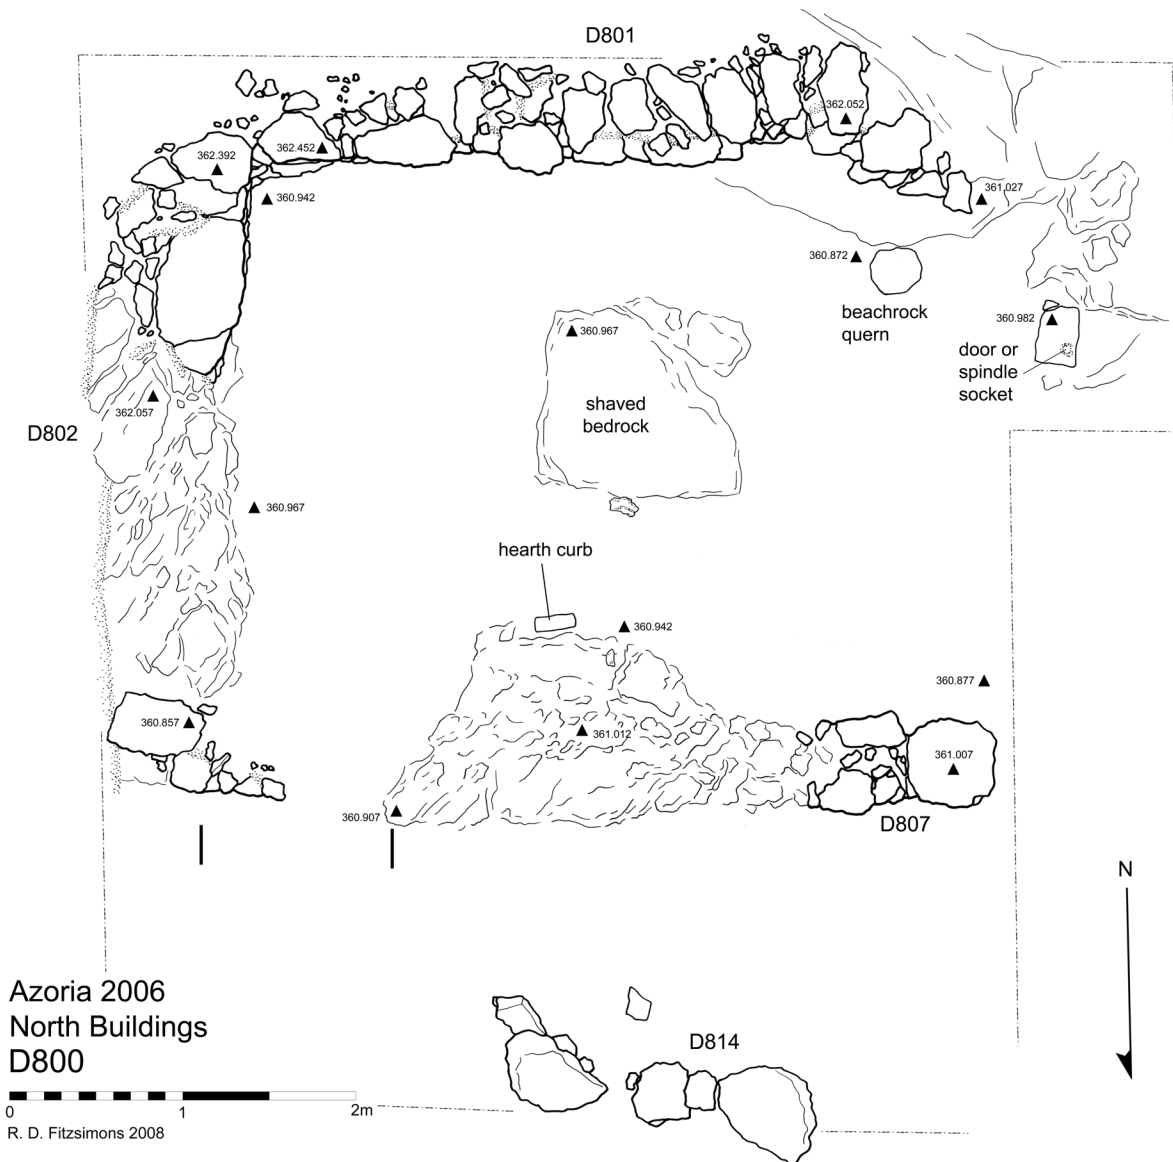 D801
362.052
362.392
362.452
360.942
361.027
360.872
beachrock
quern
360.982
door or
spindle
socket
360.967
shaved
bedrock
362.057
D802
360.967
hearth curb
360.942
360.877
360.857
361.012
361.007
360.907
D807
N
Azoria 2006
North Buildings
D800
D814
0 1 2m
R. D. Fitzsimons 2008